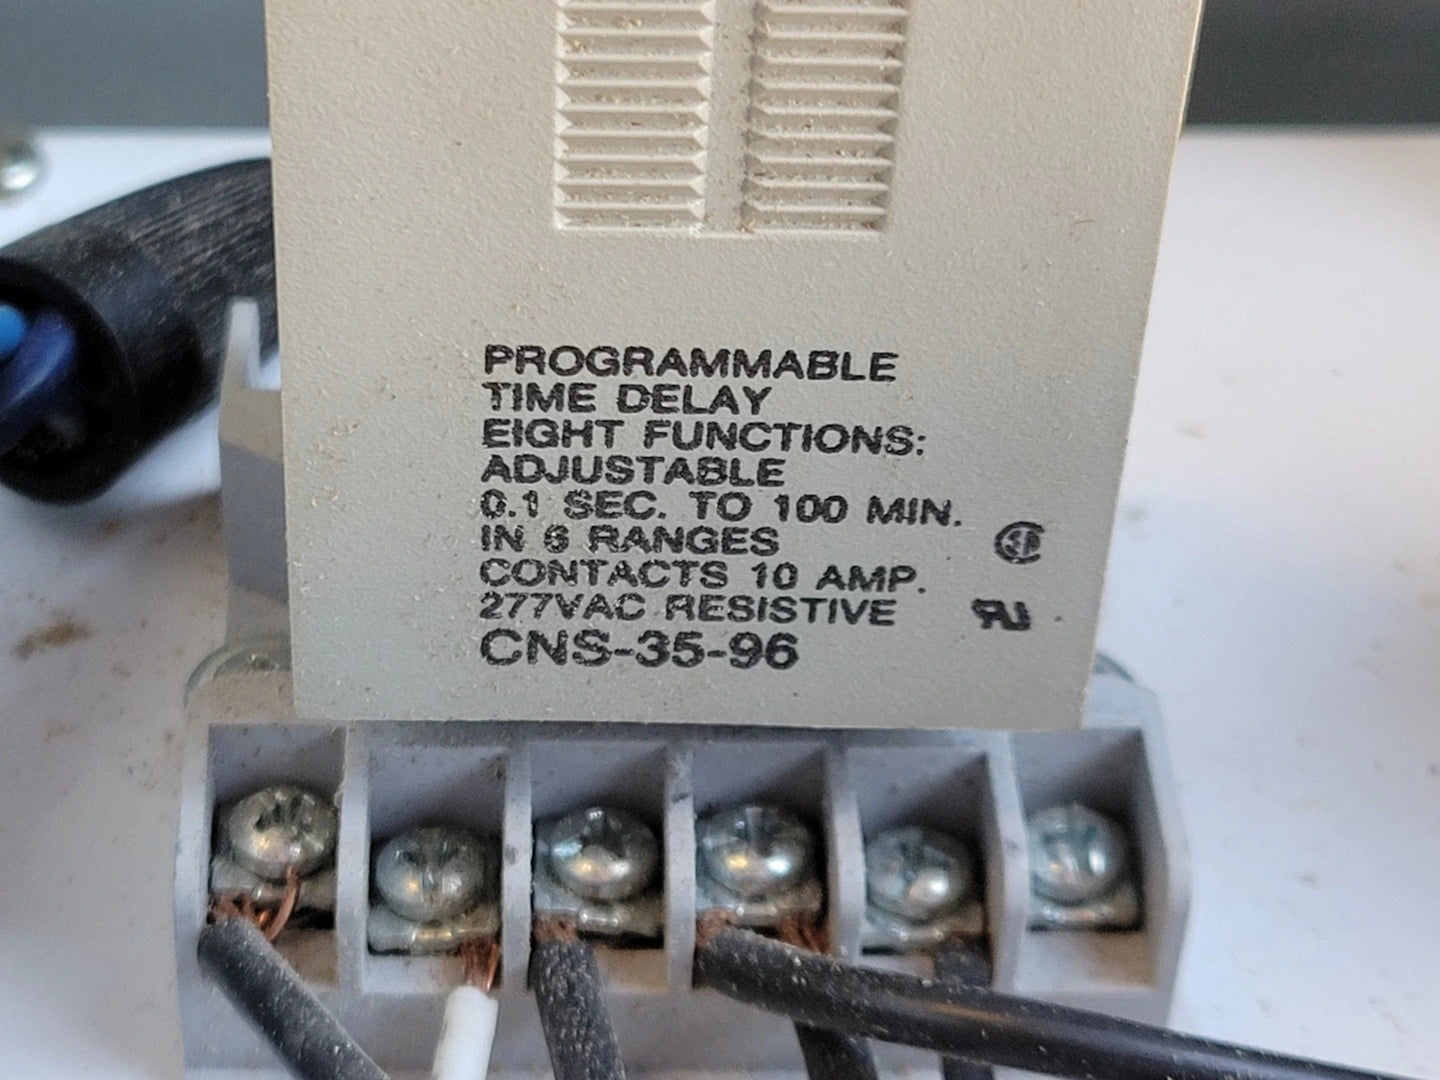 PROGRAMMABLE
TIME DELAY
EIGHT FUNCTIONS:
ADJUSTABLE
0.1 SEC. TO 100 MIN.
IN 6 RANGES
CONTACTS 10 AMP.
277VAC RESISTIVE
CNS-35-96